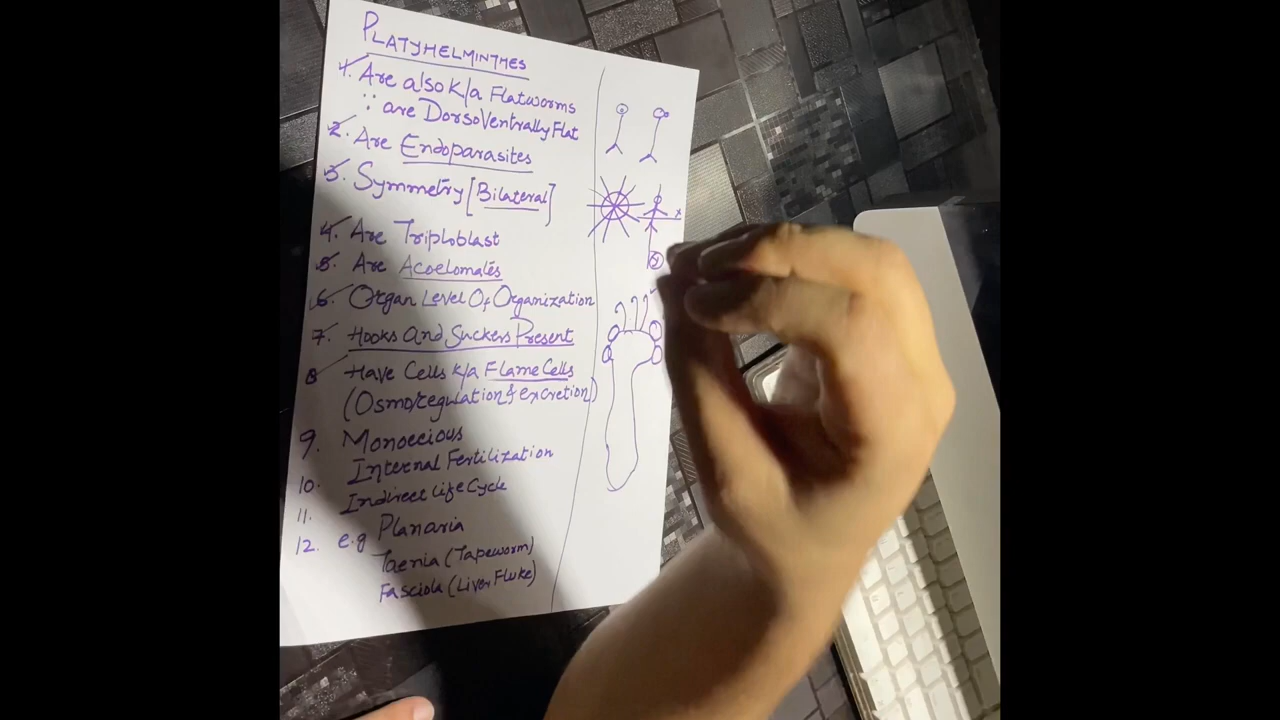 PLATYHELMINTHES
1. Are also k/a Flatworms
∵ are DorsoVentrally Flat
2. Are Endoparasites
3. Symmetry [Bilateral]
4. Are Triploblast
5. Are Acoelomates
6. Organ Level Of Organization
7. Hooks And Suckers Present
8 Have Cells k/a Flame Cells
(Osmoregulation & excretion)
9. Monoecious
10. Internal Fertilization
11. Indirect Life Cycle
12. e.g Planaria
Taenia (Tapeworm)
Fasciola (Liver Fluke)